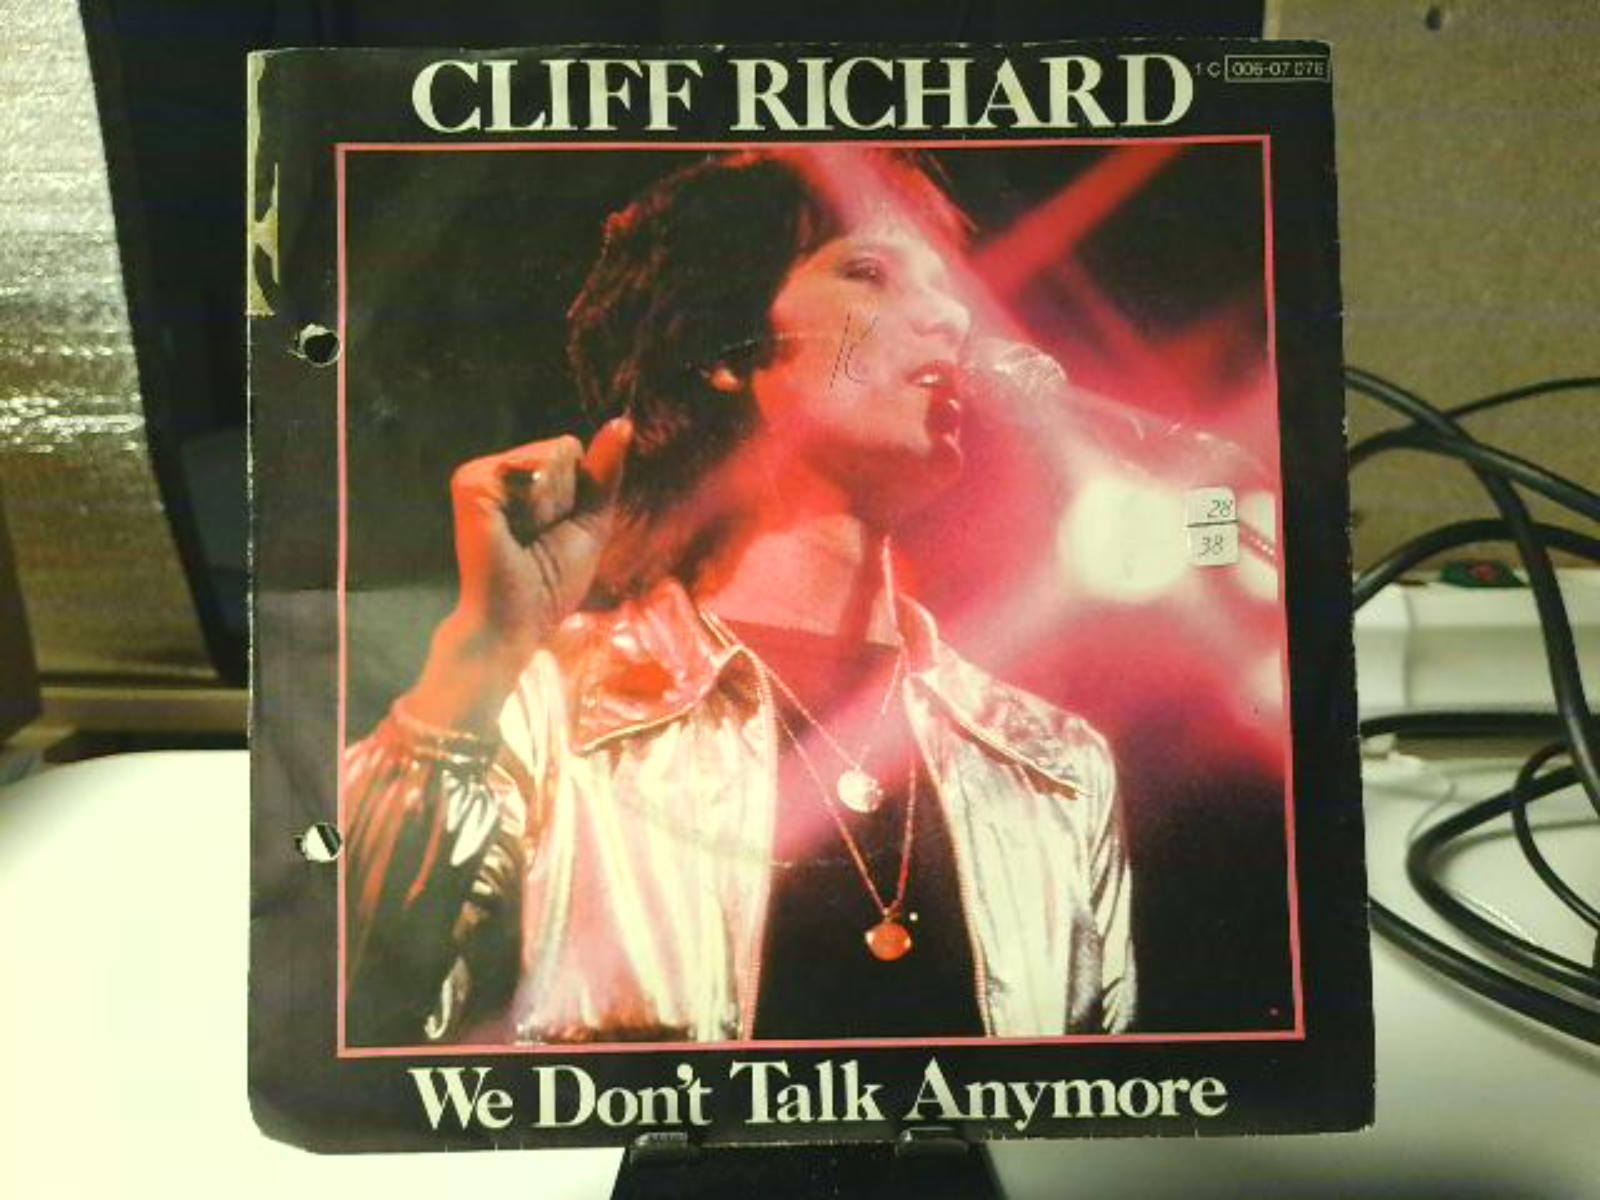 CLIFF RICHARD
1 C 006-07 076
28
38
We Don't Talk Anymore